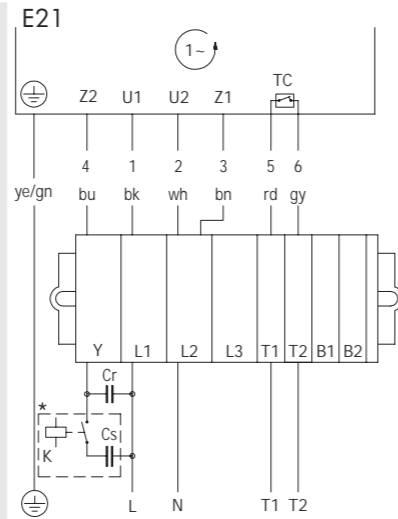 E21
1~
TC
Z2 U1 U2 Z1
4 1 2 3 5 6
ye/gn bu bk wh bn rd gy
Y L1 L2 L3 T1 T2 B1 B2
Cr
*
K Cs
L N T1 T2